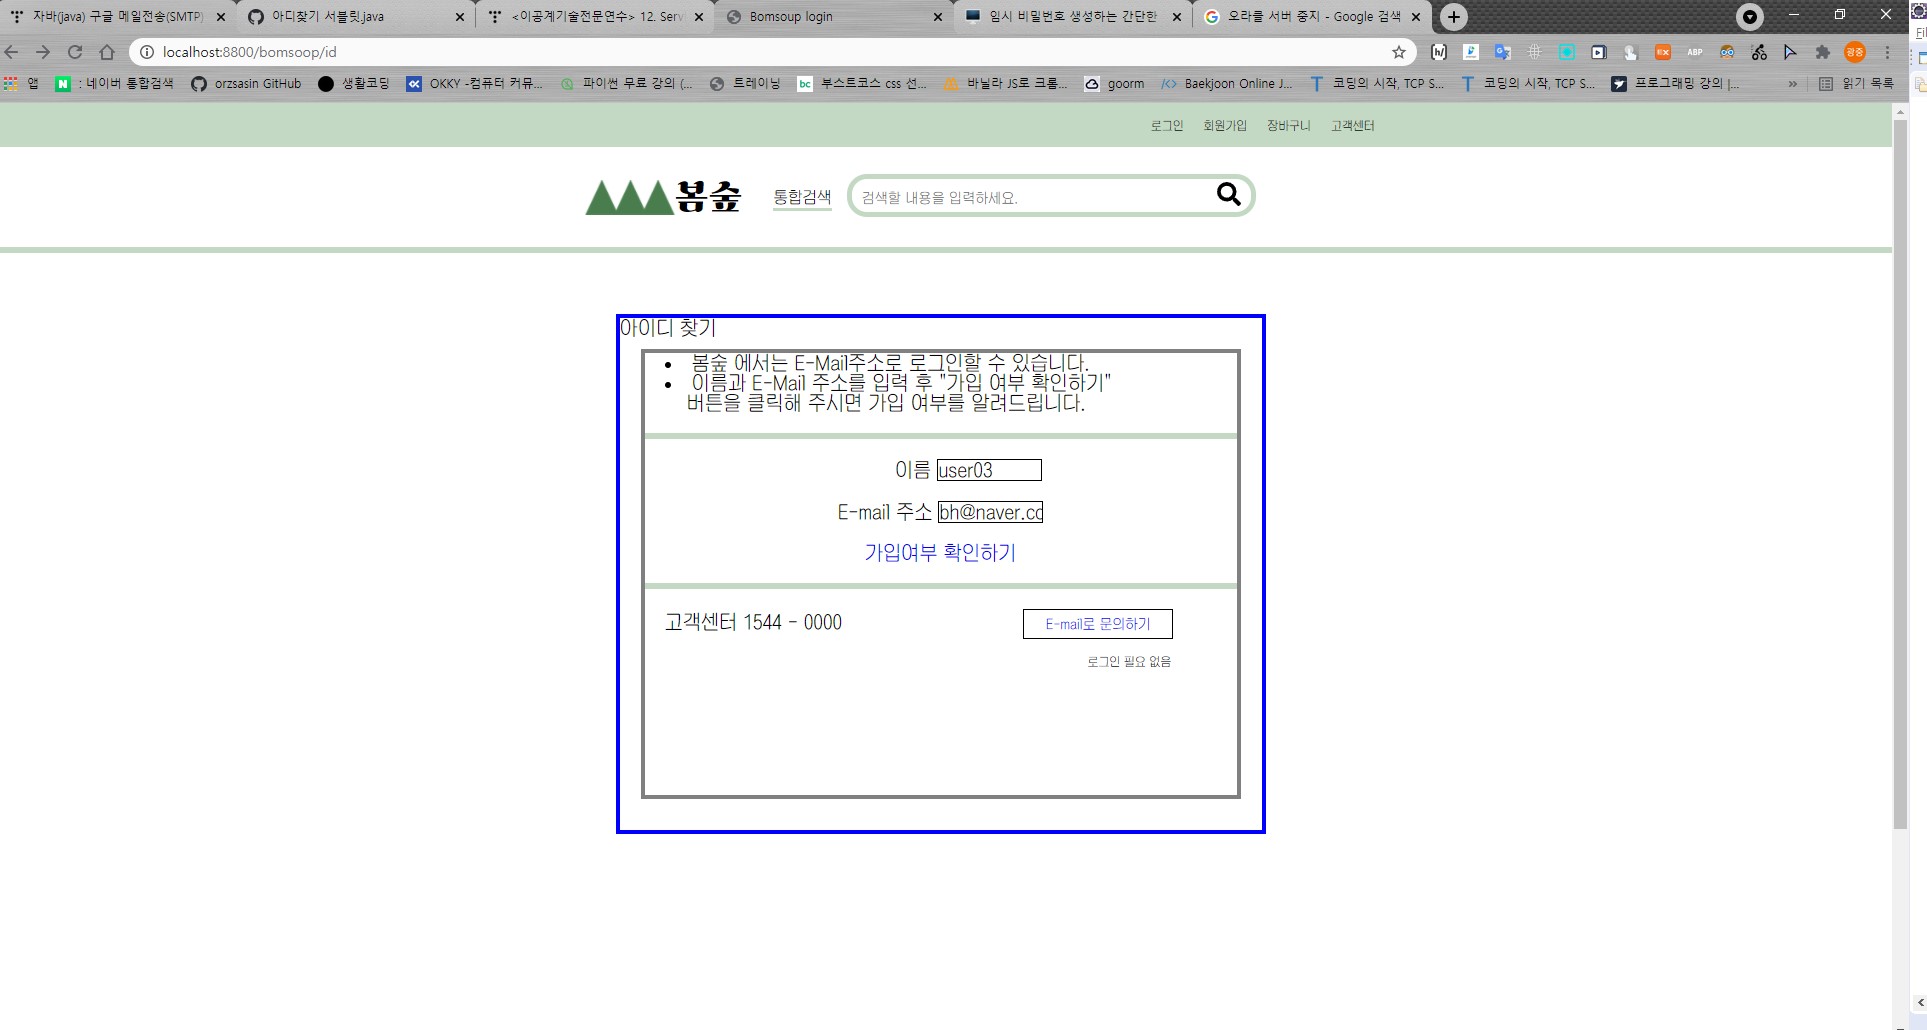 자바(java) 구글 메일전송(SMTP)
아디찾기 서블릿.java
<이공계기술전문연수> 12. Serv
Bomsoup login
임시 비밀번호 생성하는 간단한
오라클 서버 중지 - Google 검색
localhost:8800/bomsoop/id
앱
: 네이버 통합검색
orzsasin GitHub
생활코딩
OKKY -컴퓨터 커뮤...
파이썬 무료 강의 (...
트레이닝
bc 부스트코스 css 선...
바닐라 JS로 크롬...
goorm
Baekjoon Online J...
코딩의 시작, TCP S...
코딩의 시작, TCP S...
프로그래밍 강의 |...
»
읽기 목록
로그인 회원가입 장바구니 고객센터
봄숲 통합검색 검색할 내용을 입력하세요.
아이디 찾기
• 봄숲 에서는 E-Mail주소로 로그인할 수 있습니다.
• 이름과 E-Mail 주소를 입력 후 "가입 여부 확인하기"
버튼을 클릭해 주시면 가입 여부를 알려드립니다.
이름 user03
E-mail 주소 bh@naver.cc
가입여부 확인하기
고객센터 1544 - 0000 E-mail로 문의하기
로그인 필요 없음